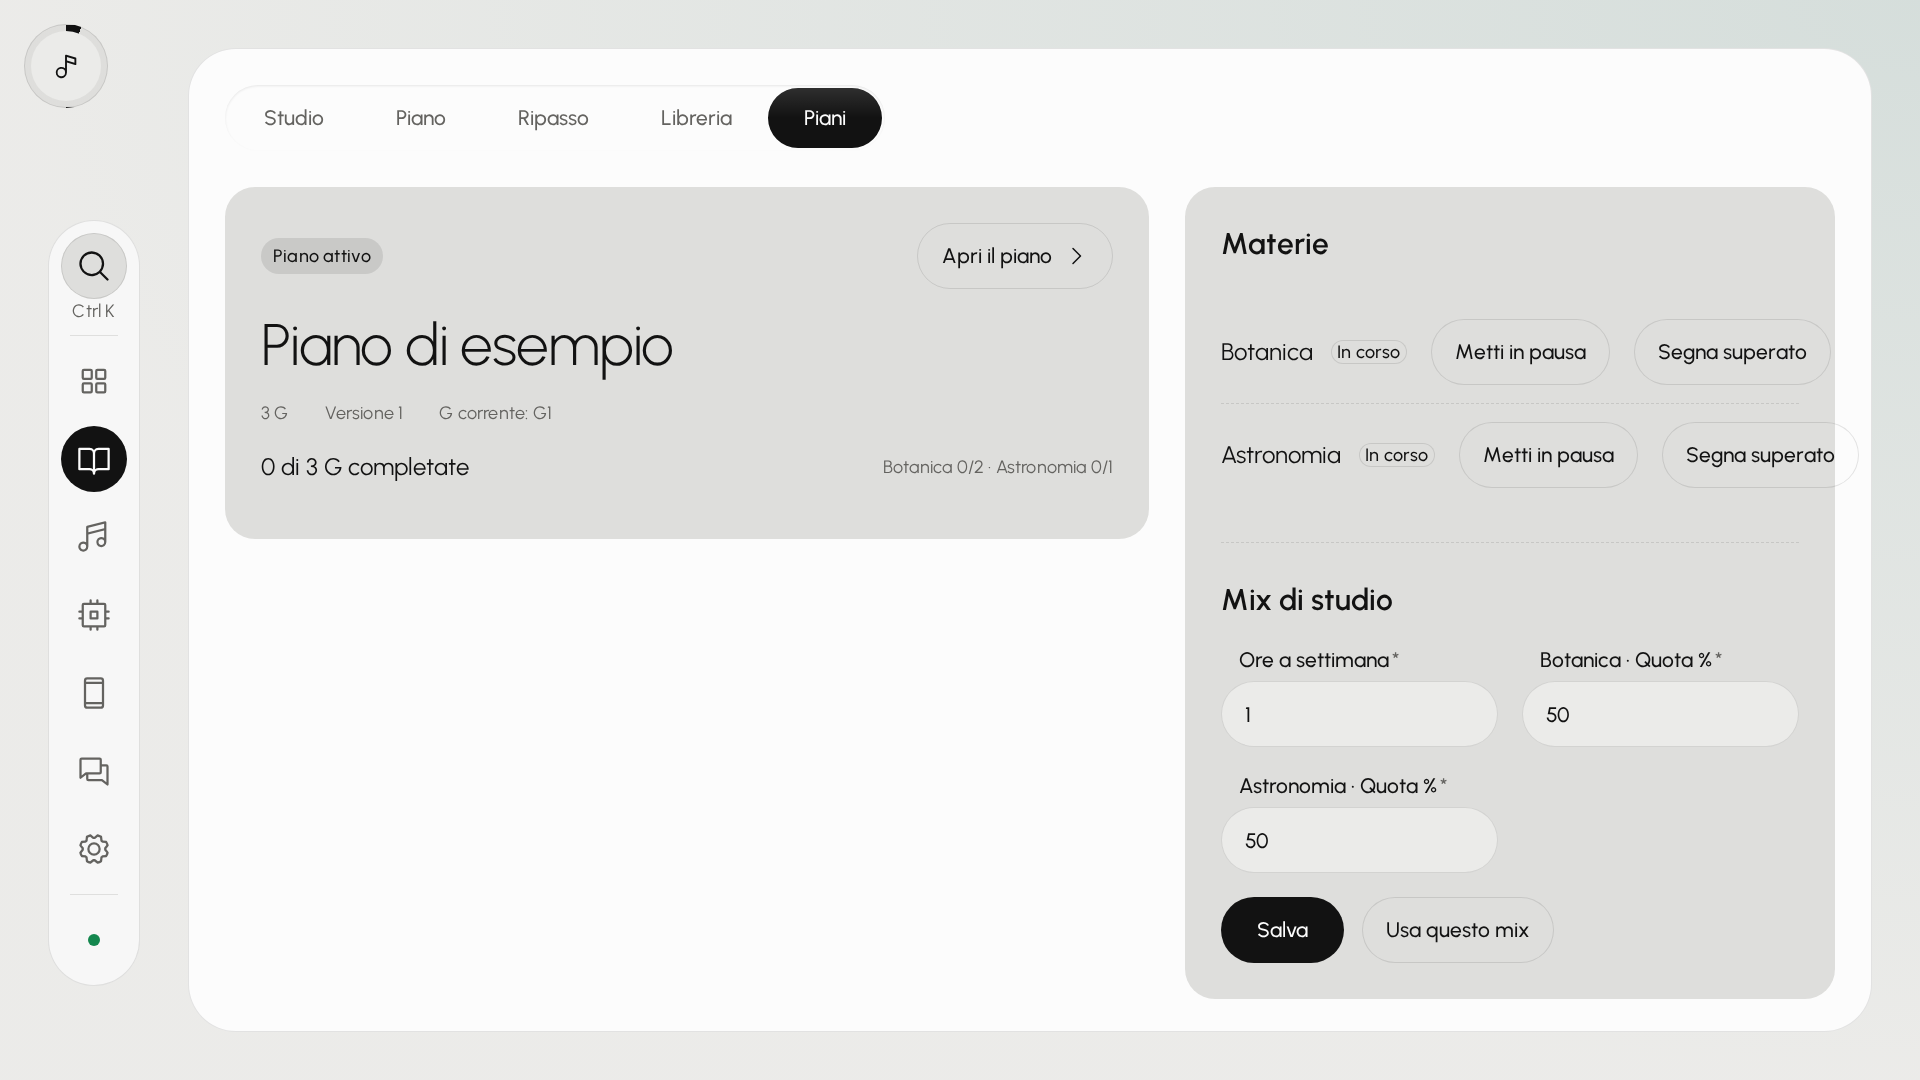 Studio Piano Ripasso Libreria Piani
Ctrl K
Piano attivo
Apri il piano
Piano di esempio
3 G Versione 1 G corrente: G1
0 di 3 G completate
Botanica 0/2 · Astronomia 0/1
Materie
Botanica In corso Metti in pausa Segna superato
Astronomia In corso Metti in pausa Segna superato
Mix di studio
Ore a settimana* Botanica · Quota %*
1 50
Astronomia · Quota %*
50
Salva Usa questo mix